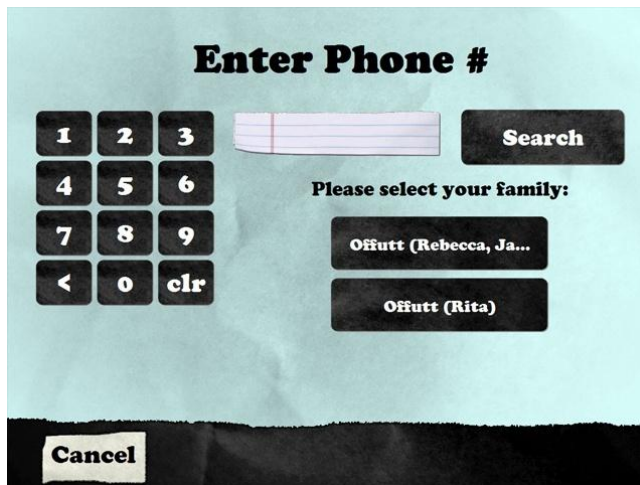 Enter Phone #
1 2 3
Search
4 5 6
Please select your family:
7 8 9
Offutt (Rebecca, Ja...
< 0 clr
Offutt (Rita)
Cancel